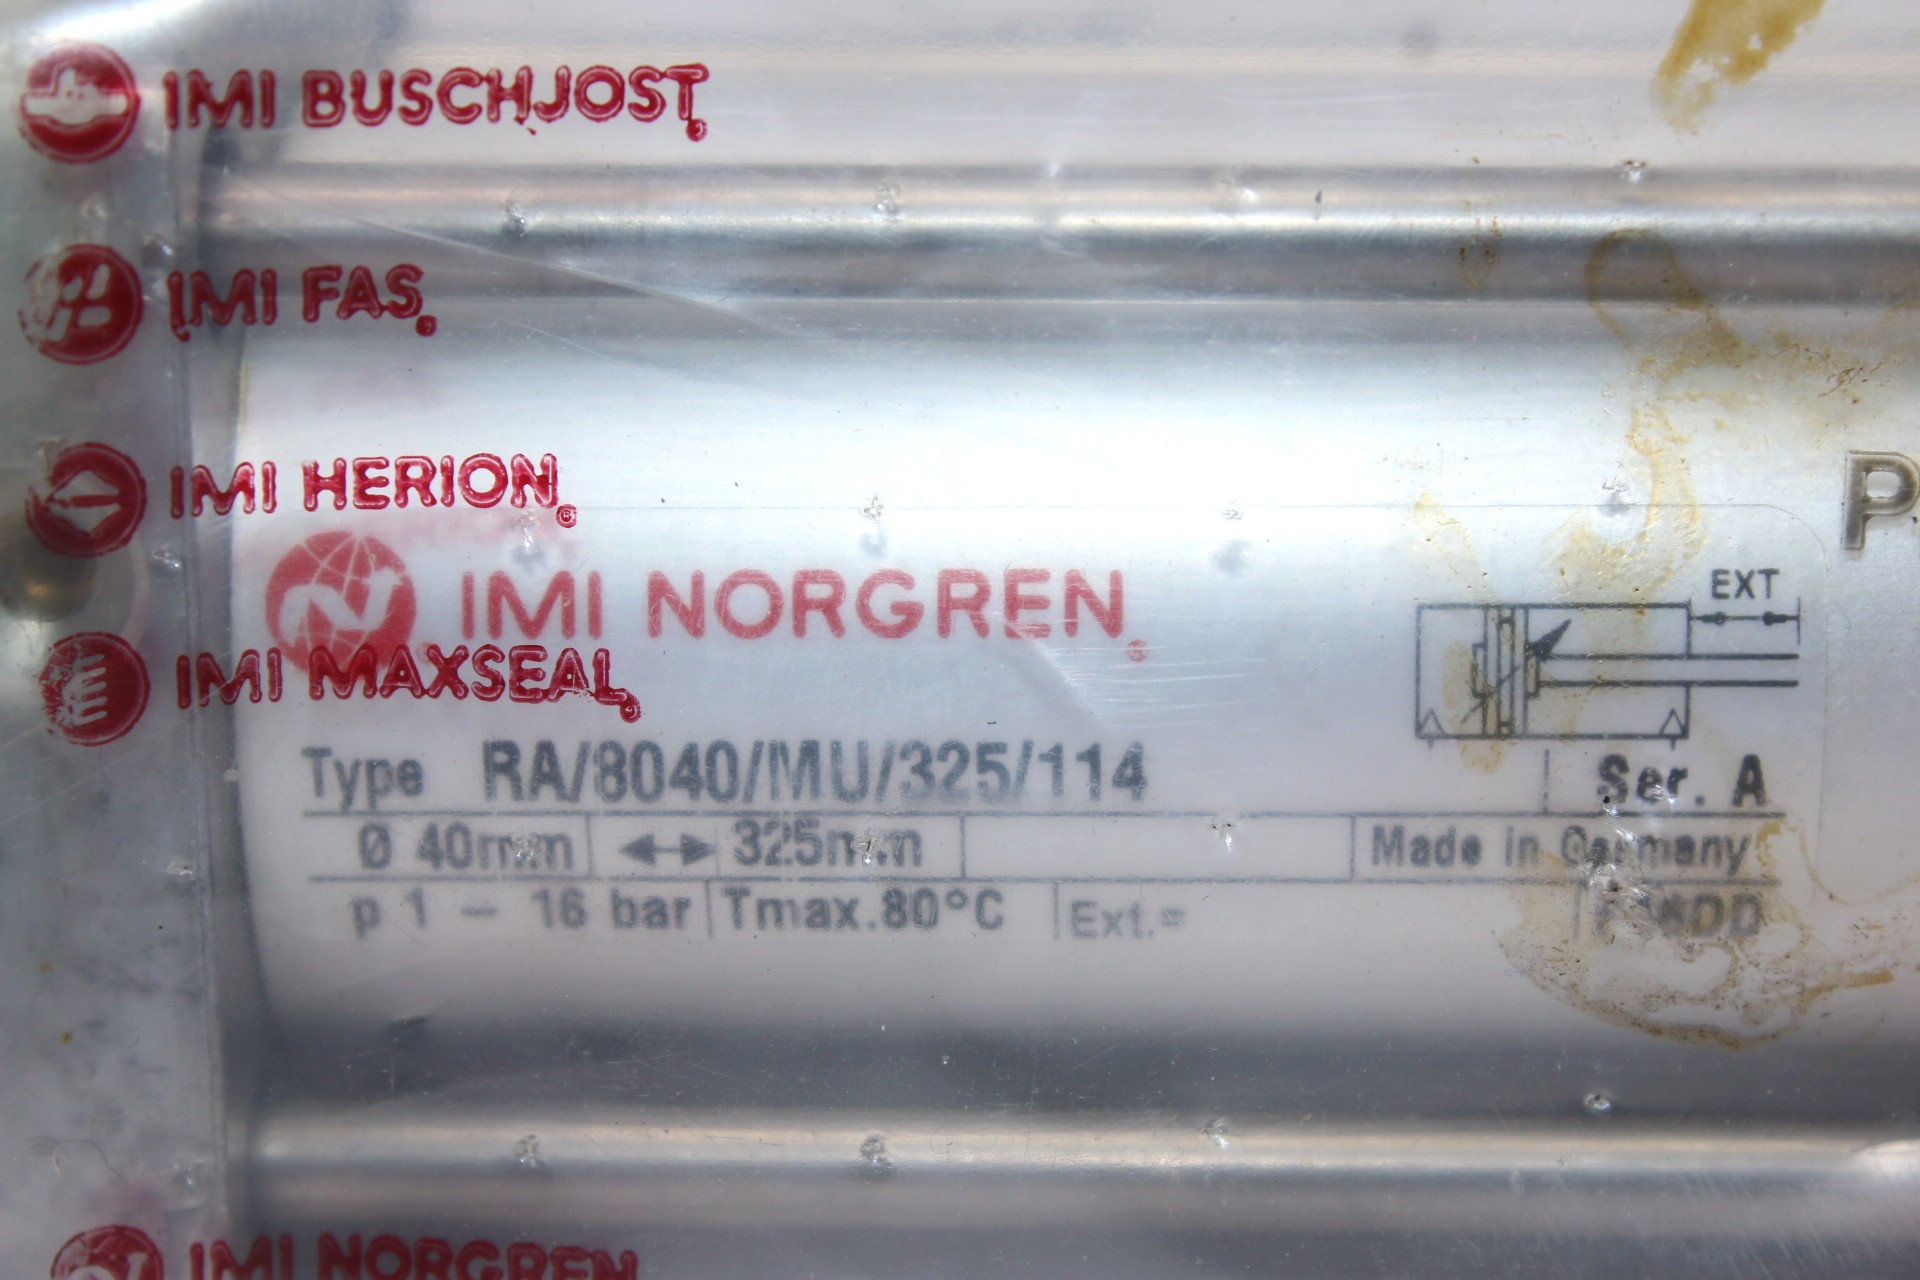 IMI BUSCHJOST®
IMI FAS®
IMI HERION®
P
IMI NORGREN®
EXT
IMI MAXSEAL®
Type RA/8040/MU/325/114 Ser. A
Ø 40mm 325mm Made in Germany
p 1 – 16 bar Tmax.80°C Ext.=
IMI NORGREN